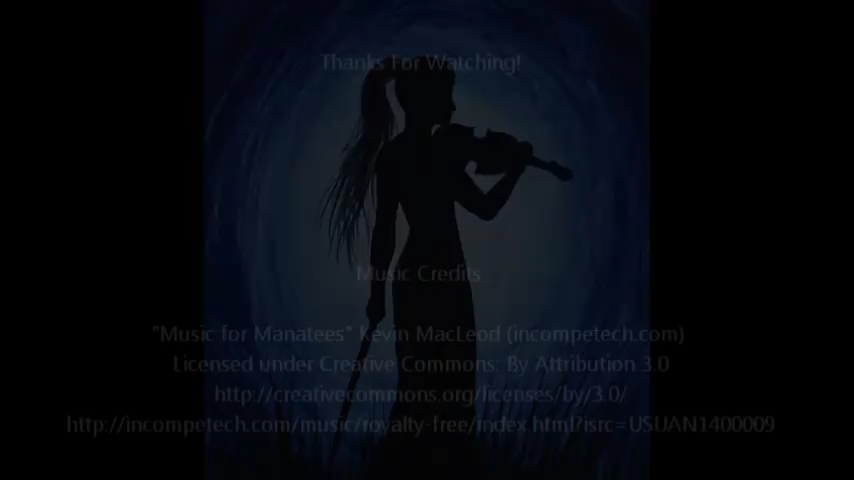 Thanks For Watching!
Music Credits
"Music for Manatees" Kevin MacLeod (incompetech.com)
Licensed under Creative Commons: By Attribution 3.0
http://creativecommons.org/licenses/by/3.0/
http://incompetech.com/music/royalty-free/index.html?isrc=USUAN1400009